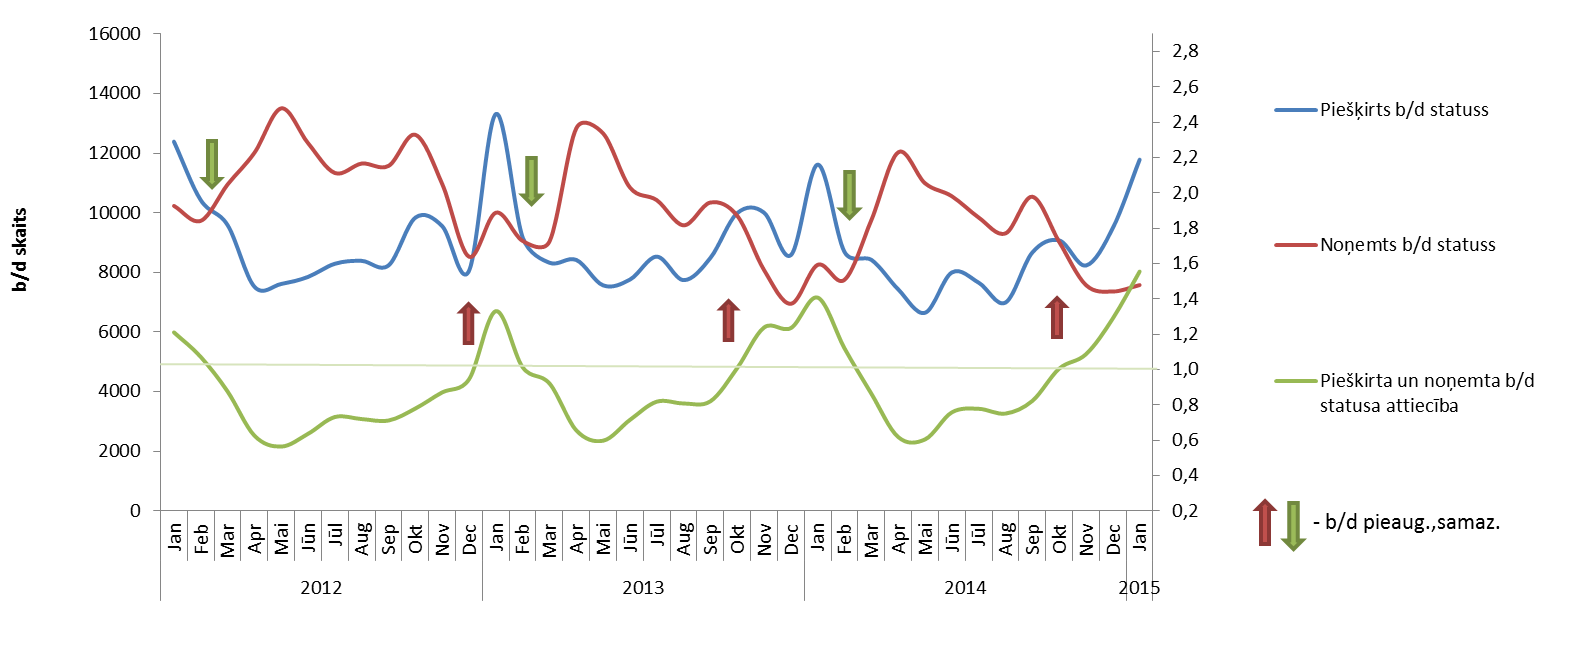 b/d skaits
16000
14000
12000
10000
8000
6000
4000
2000
0
2,8
2,6
2,4
2,2
2,0
1,8
1,6
1,4
1,2
1,0
0,8
0,6
0,4
0,2
Jan Feb Mar Apr Mai Jūn Jūl Aug Sep Okt Nov Dec Jan Feb Mar Apr Mai Jūn Jūl Aug Sep Okt Nov Dec Jan Feb Mar Apr Mai Jūn Jūl Aug Sep Okt Nov Dec Jan
2012 2013 2014 2015
Piešķirts b/d statuss
Noņemts b/d statuss
Piešķirta un noņemta b/d
statusa attiecība
- b/d pieaug.,samaz.